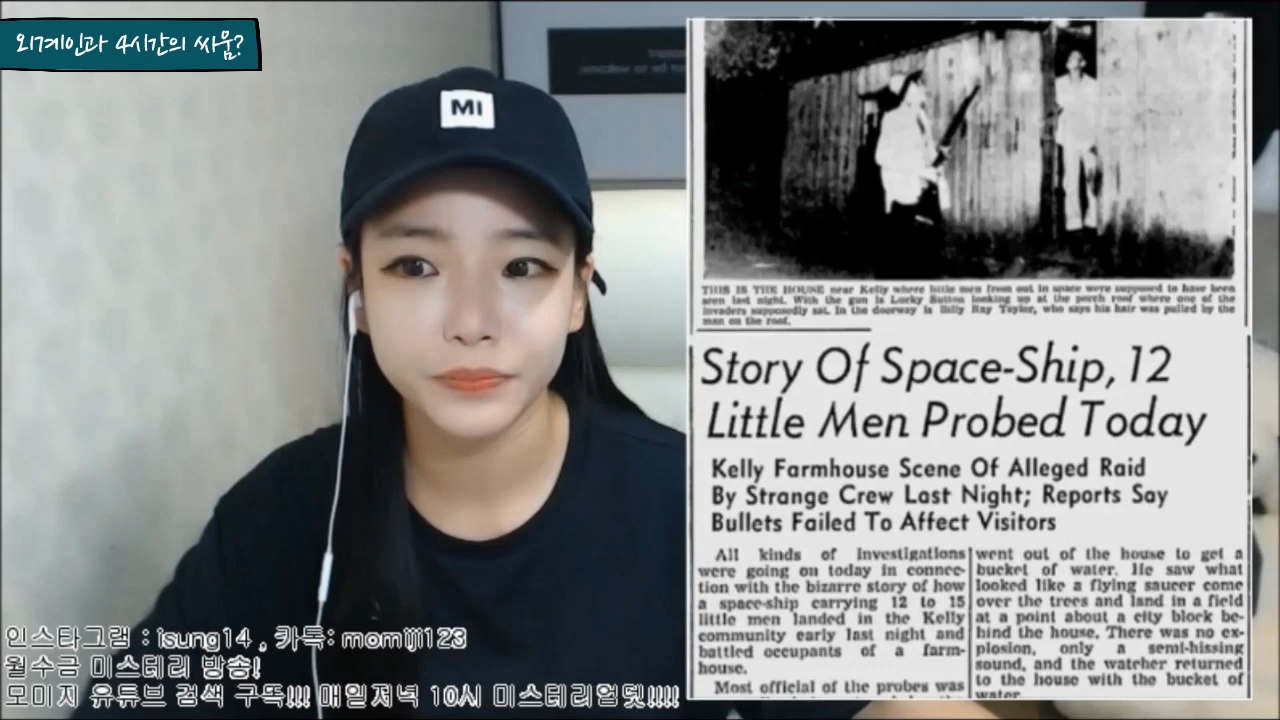 외계인과 4시간의 싸움?
MI
THIS IS THE HOUSE near Kelly where little men from out in space were supposed to have been
seen last night. With the gun is Lucky Sutton looking up at the porch roof where one of the
invaders supposedly sat. In the doorway is Billy Ray Taylor, who says his hair was pulled by the
man on the roof.
Story Of Space-Ship, 12
Little Men Probed Today
Kelly Farmhouse Scene Of Alleged Raid
By Strange Crew Last Night; Reports Say
Bullets Failed To Affect Visitors
All kinds of investigations
were going on today in connec-
tion with the bizarre story of how
a space-ship carrying 12 to 15
little men landed in the Kelly
community early last night and
battled occupants of a farm-
house.
Most official of the probes was
went out of the house to get a
bucket of water. He saw what
looked like a flying saucer come
over the trees and land in a field
at a point about a city block be-
hind the house. There was no ex-
plosion, only a semi-hissing
sound, and the watcher returned
to the house with the bucket of
water.
인스타그램 : isung14 , 카톡: momiji123
월수금 미스테리 방송!
모미지 유튜브 검색 구독!!! 매일저녁 10시 미스테리업뎃!!!!